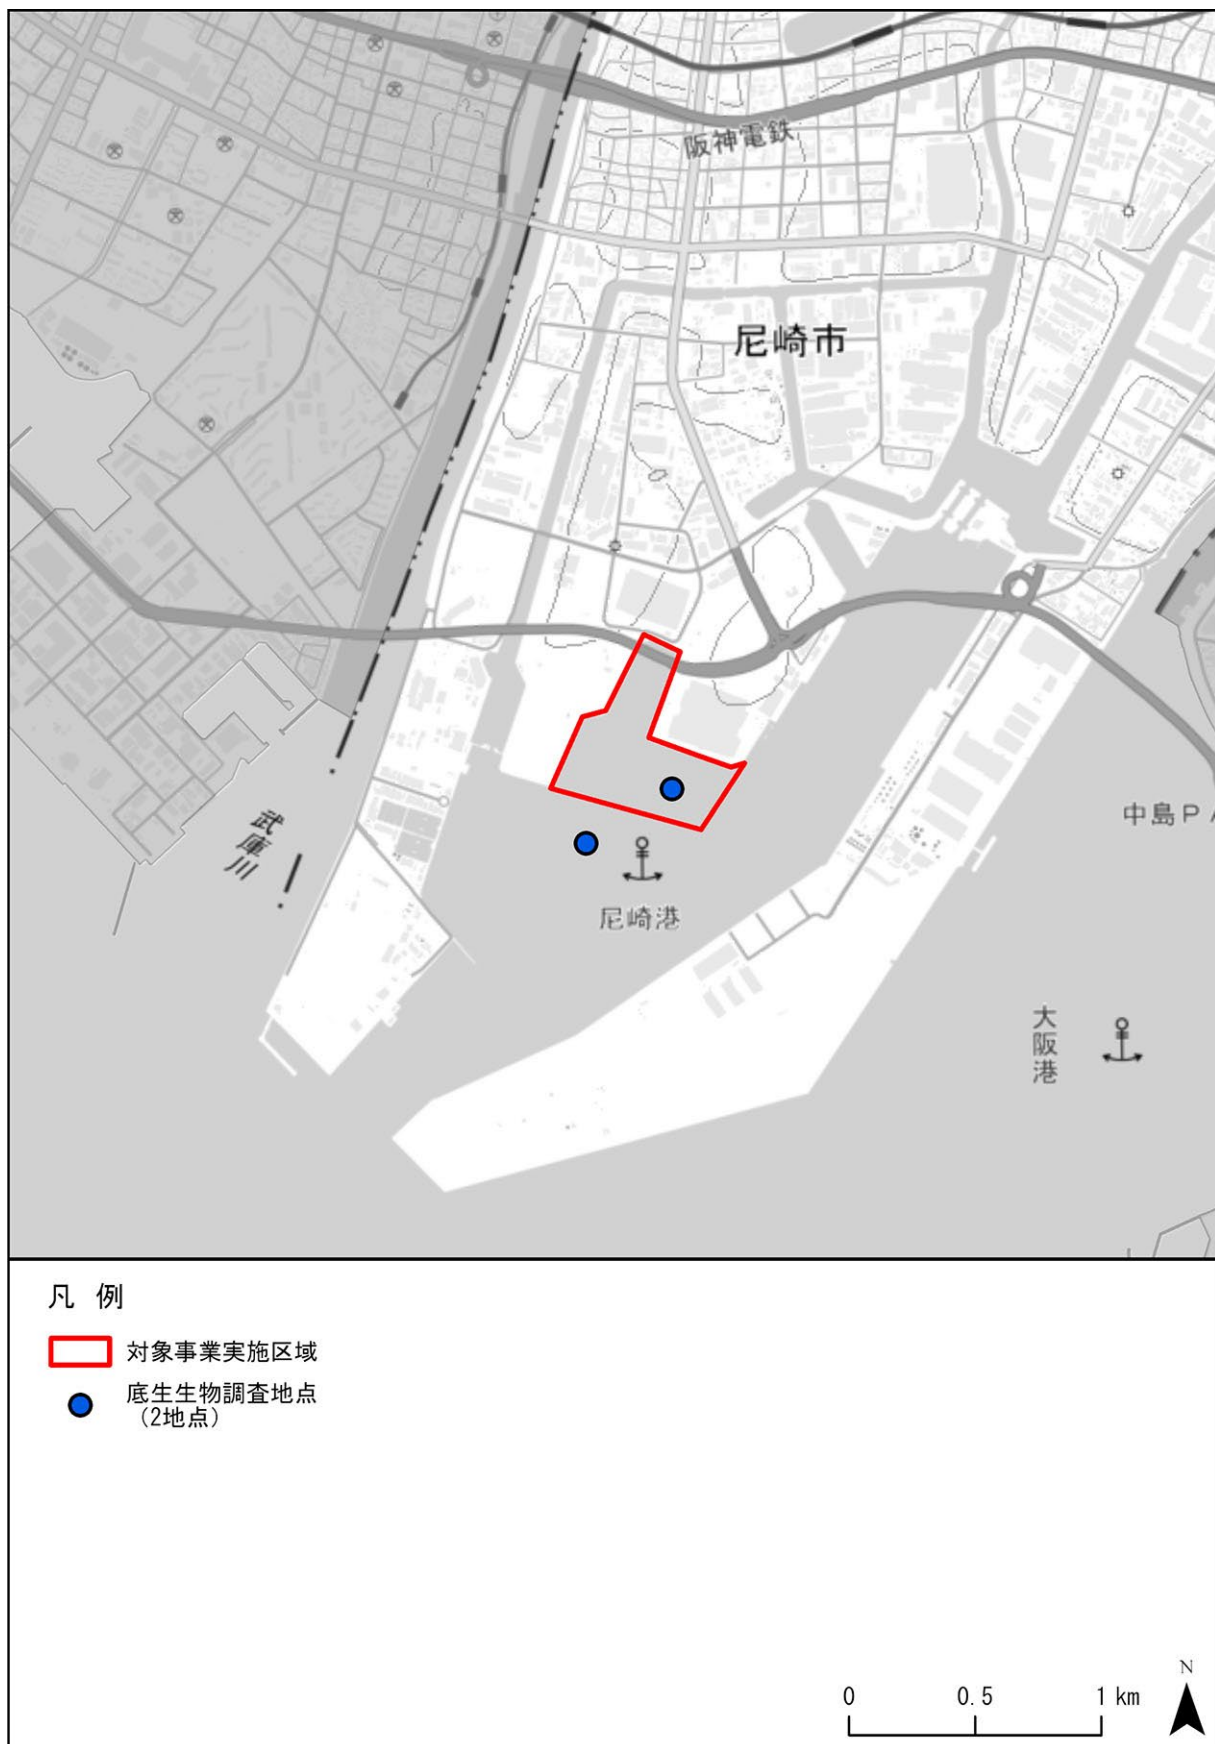 阪神電鉄
尼崎市
武庫川
尼崎港
中島PA
大阪港
凡 例
対象事業実施区域
底生生物調査地点
（2地点）
N
0 0.5 1 km